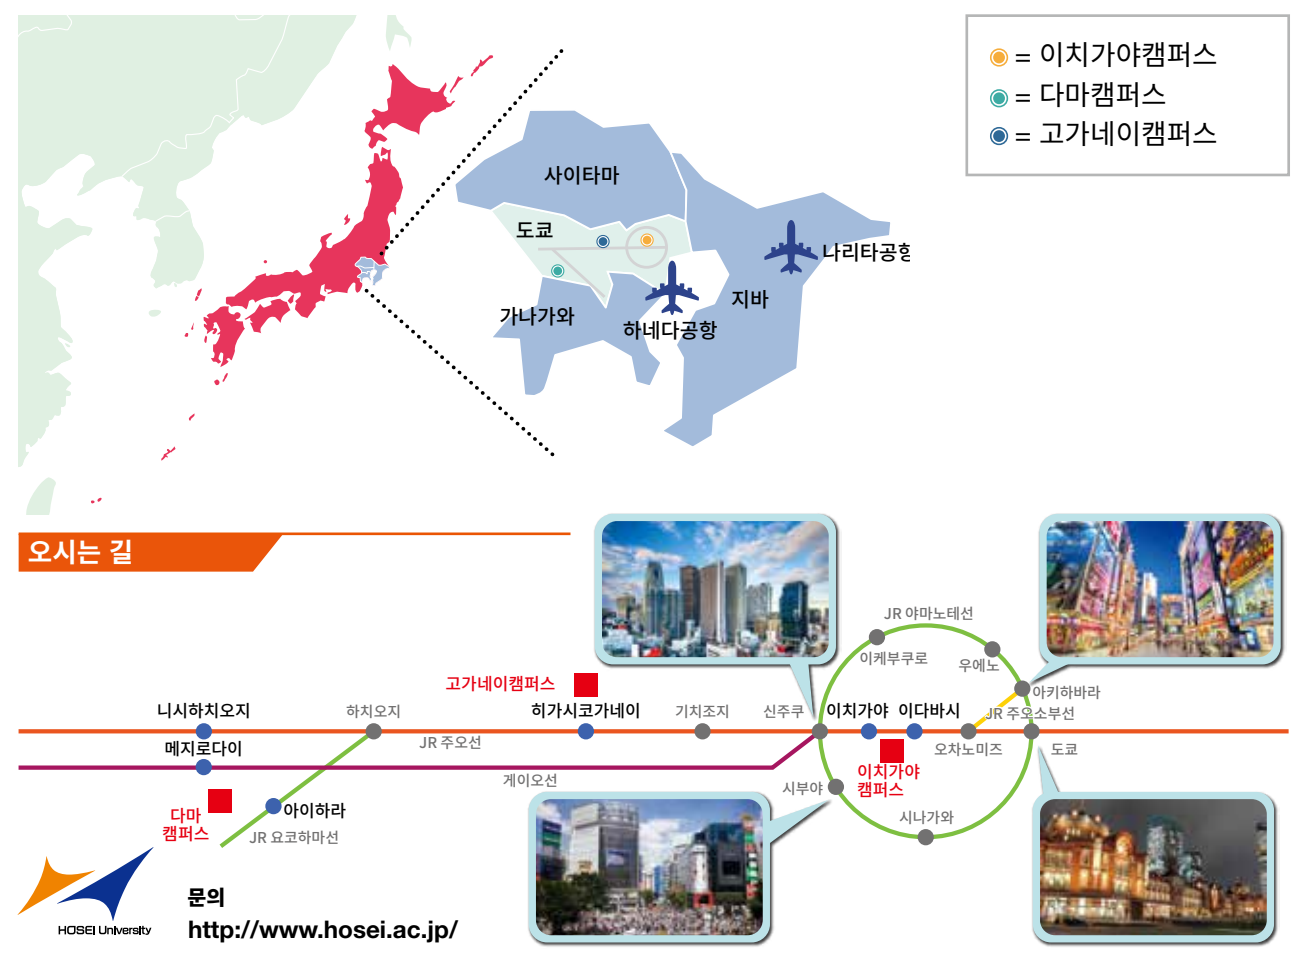 = 이치가야캠퍼스
= 다마캠퍼스
= 고가네이캠퍼스
사이타마
도쿄
나리타공항
지바
가나가와
하네다공항
오시는 길
JR 야마노테선
이케부쿠로
우에노
아키하바라
고가네이캠퍼스
니시하치오지
하치오지
히가시코가네이
기치조지
신주쿠
이치가야
이다바시
JR 주오소부선
JR 주오선
오차노미즈
도쿄
메지로다이
게이오선
이치가야
캠퍼스
시부야
다마
캠퍼스
아이하라
시나가와
JR 요코하마선
문의
http://www.hosei.ac.jp/
HOSEI University